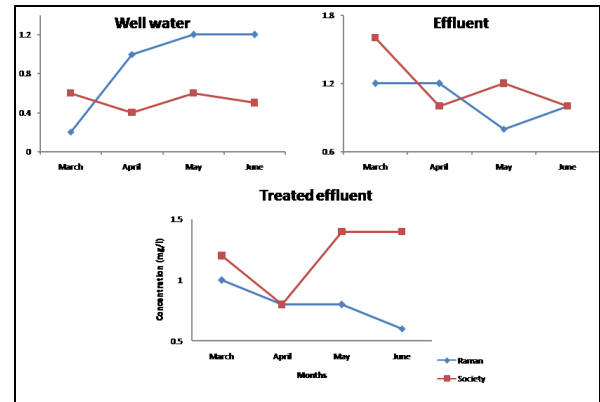 Well water
1.2
0.8
0.4
0
March April May June
Effluent
1.8
1.2
0.6
March April May June
Treated effluent
Concentration (mg/l)
1.5
1
0.5
March April May June
Months
Raman
Society